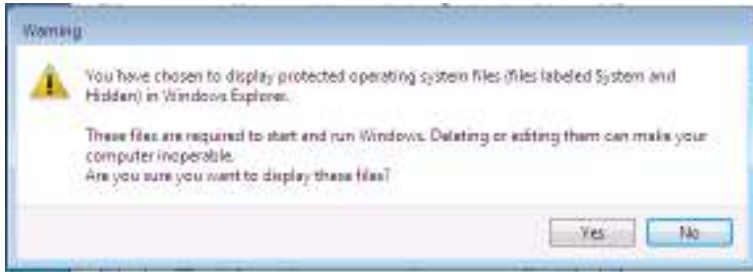 Warning
You have chosen to display protected operating system files (files labeled System and
Hidden) in Windows Explorer.
These files are required to start and run Windows. Deleting or editing them can make your
computer inoperable.
Are you sure you want to display these files?
Yes
No